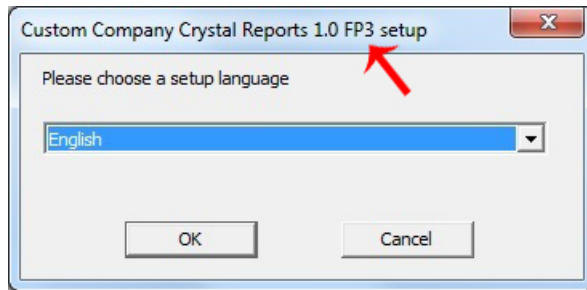 Custom Company Crystal Reports 1.0 FP3 setup
Please choose a setup language
English
OK
Cancel